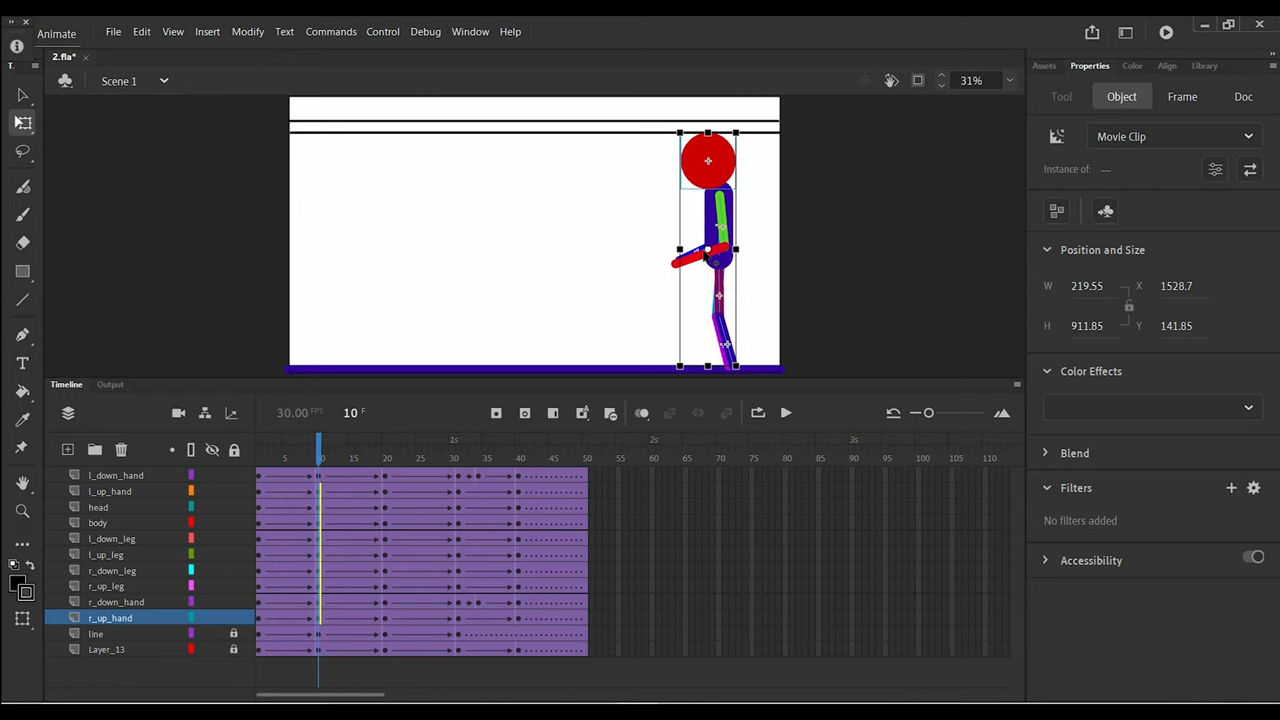 Animate File Edit View Insert Modify Text Commands Control Debug Window Help
2.fla*
Scene 1
31%
T..
Assets Properties Color Align Library
Tool Object Frame Doc
Movie Clip
Instance of: ---
Position and Size
W 219.55 X 1528.7
H 911.85 Y 141.85
Color Effects
Blend
Filters
No filters added
Accessibility
Timeline Output
30.00 FPS 10 F
1s 2s 3s
5 10 15 20 25 30 35 40 45 50 55 60 65 70 75 80 85 90 95 100 105 110
l_down_hand
l_up_hand
head
body
l_down_leg
l_up_leg
r_down_leg
r_up_leg
r_down_hand
r_up_hand
line
Layer_13